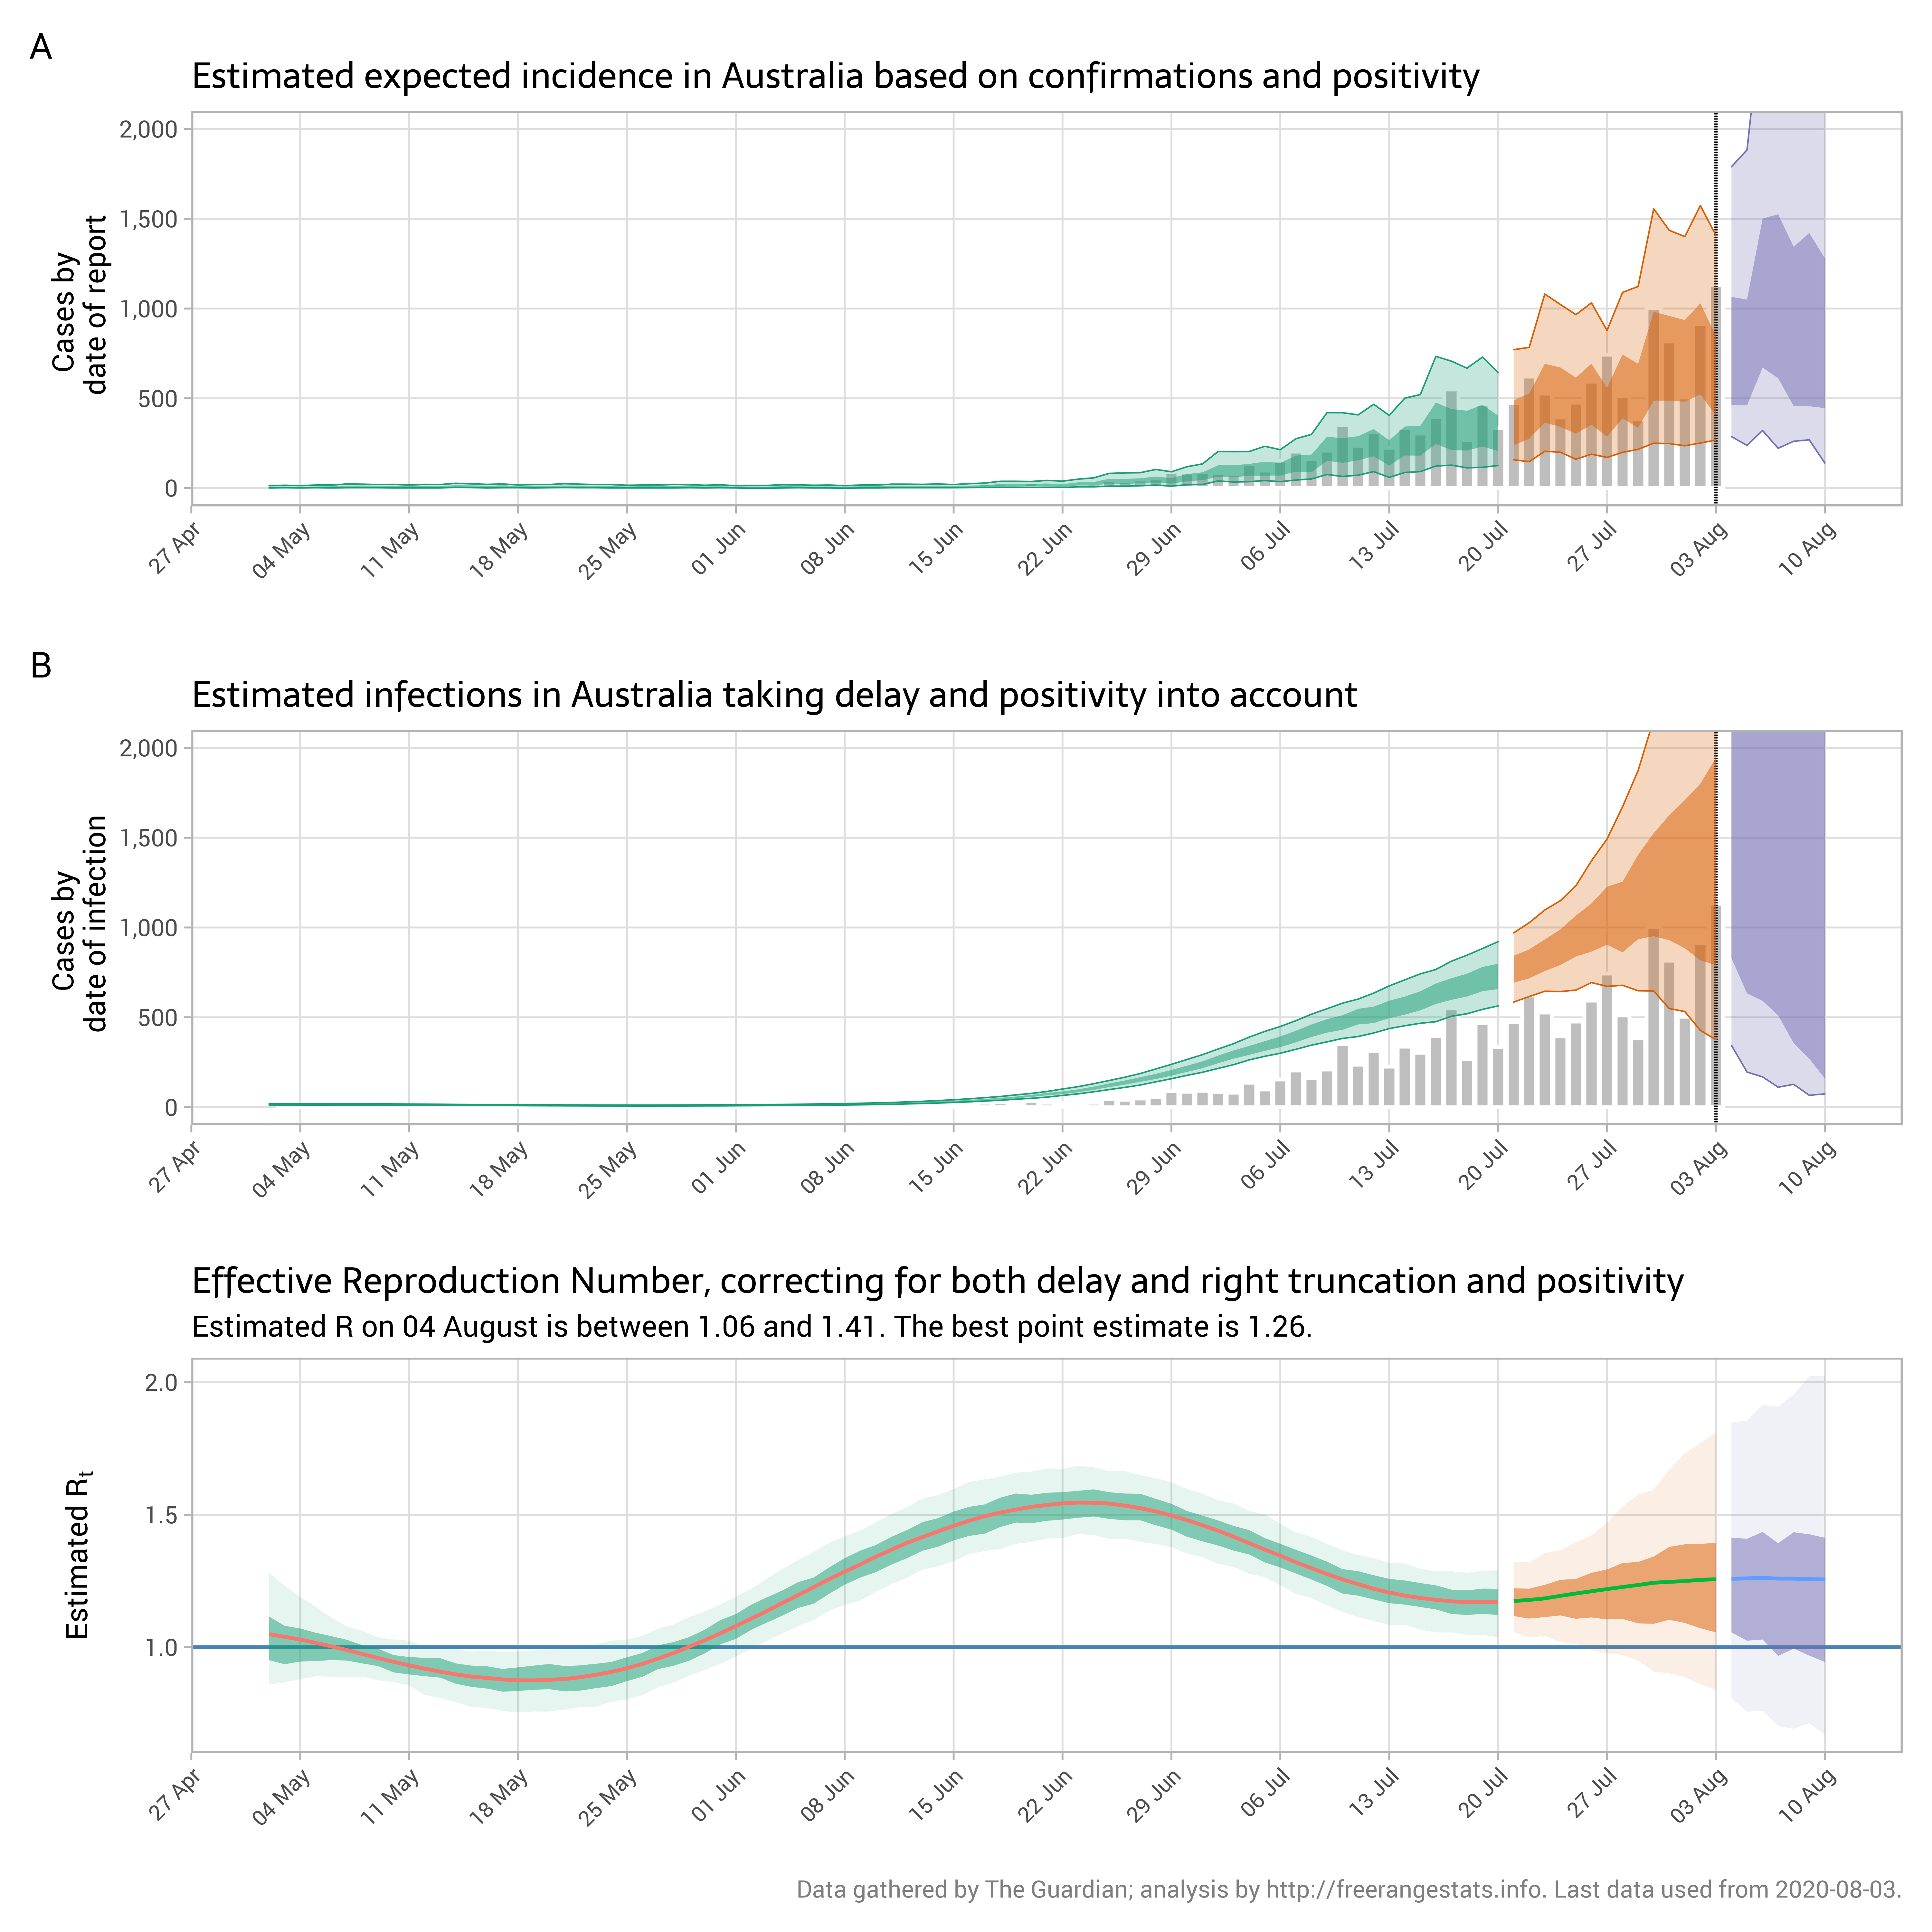 A
Estimated expected incidence in Australia based on confirmations and positivity
Cases by
date of report
2,000
1,500
1,000
500
0
27 Apr
04 May
11 May
18 May
25 May
01 Jun
08 Jun
15 Jun
22 Jun
29 Jun
06 Jul
13 Jul
20 Jul
27 Jul
03 Aug
10 Aug
B
Estimated infections in Australia taking delay and positivity into account
Cases by
date of infection
2,000
1,500
1,000
500
0
27 Apr
04 May
11 May
18 May
25 May
01 Jun
08 Jun
15 Jun
22 Jun
29 Jun
06 Jul
13 Jul
20 Jul
27 Jul
03 Aug
10 Aug
Effective Reproduction Number, correcting for both delay and right truncation and positivity
Estimated R on 04 August is between 1.06 and 1.41. The best point estimate is 1.26.
Estimated Rt
2.0
1.5
1.0
27 Apr
04 May
11 May
18 May
25 May
01 Jun
08 Jun
15 Jun
22 Jun
29 Jun
06 Jul
13 Jul
20 Jul
27 Jul
03 Aug
10 Aug
Data gathered by The Guardian; analysis by http://freerangestats.info. Last data used from 2020-08-03.